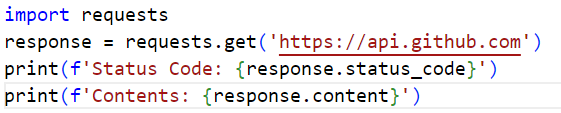 import requests
response = requests.get('https://api.github.com')
print(f'Status Code: {response.status_code}')
print(f'Contents: {response.content}')